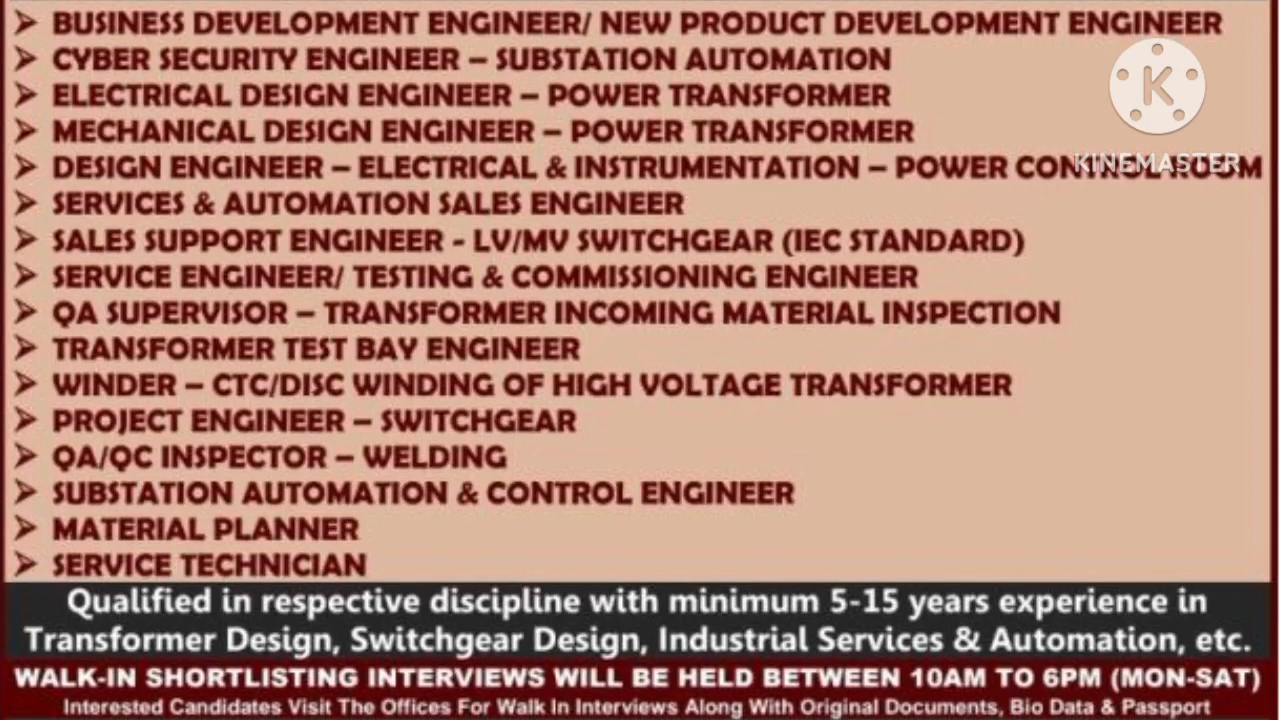 ➢ BUSINESS DEVELOPMENT ENGINEER/ NEW PRODUCT DEVELOPMENT ENGINEER
➢ CYBER SECURITY ENGINEER – SUBSTATION AUTOMATION
➢ ELECTRICAL DESIGN ENGINEER – POWER TRANSFORMER
➢ MECHANICAL DESIGN ENGINEER – POWER TRANSFORMER
➢ DESIGN ENGINEER – ELECTRICAL & INSTRUMENTATION – POWER CONTROL ROOM
K
KINEMASTER
➢ SERVICES & AUTOMATION SALES ENGINEER
➢ SALES SUPPORT ENGINEER - LV/MV SWITCHGEAR (IEC STANDARD)
➢ SERVICE ENGINEER/ TESTING & COMMISSIONING ENGINEER
➢ QA SUPERVISOR – TRANSFORMER INCOMING MATERIAL INSPECTION
➢ TRANSFORMER TEST BAY ENGINEER
➢ WINDER – CTC/DISC WINDING OF HIGH VOLTAGE TRANSFORMER
➢ PROJECT ENGINEER – SWITCHGEAR
➢ QA/QC INSPECTOR – WELDING
➢ SUBSTATION AUTOMATION & CONTROL ENGINEER
➢ MATERIAL PLANNER
➢ SERVICE TECHNICIAN
Qualified in respective discipline with minimum 5-15 years experience in
Transformer Design, Switchgear Design, Industrial Services & Automation, etc.
WALK-IN SHORTLISTING INTERVIEWS WILL BE HELD BETWEEN 10AM TO 6PM (MON-SAT)
Interested Candidates Visit The Offices For Walk In Interviews Along With Original Documents, Bio Data & Passport